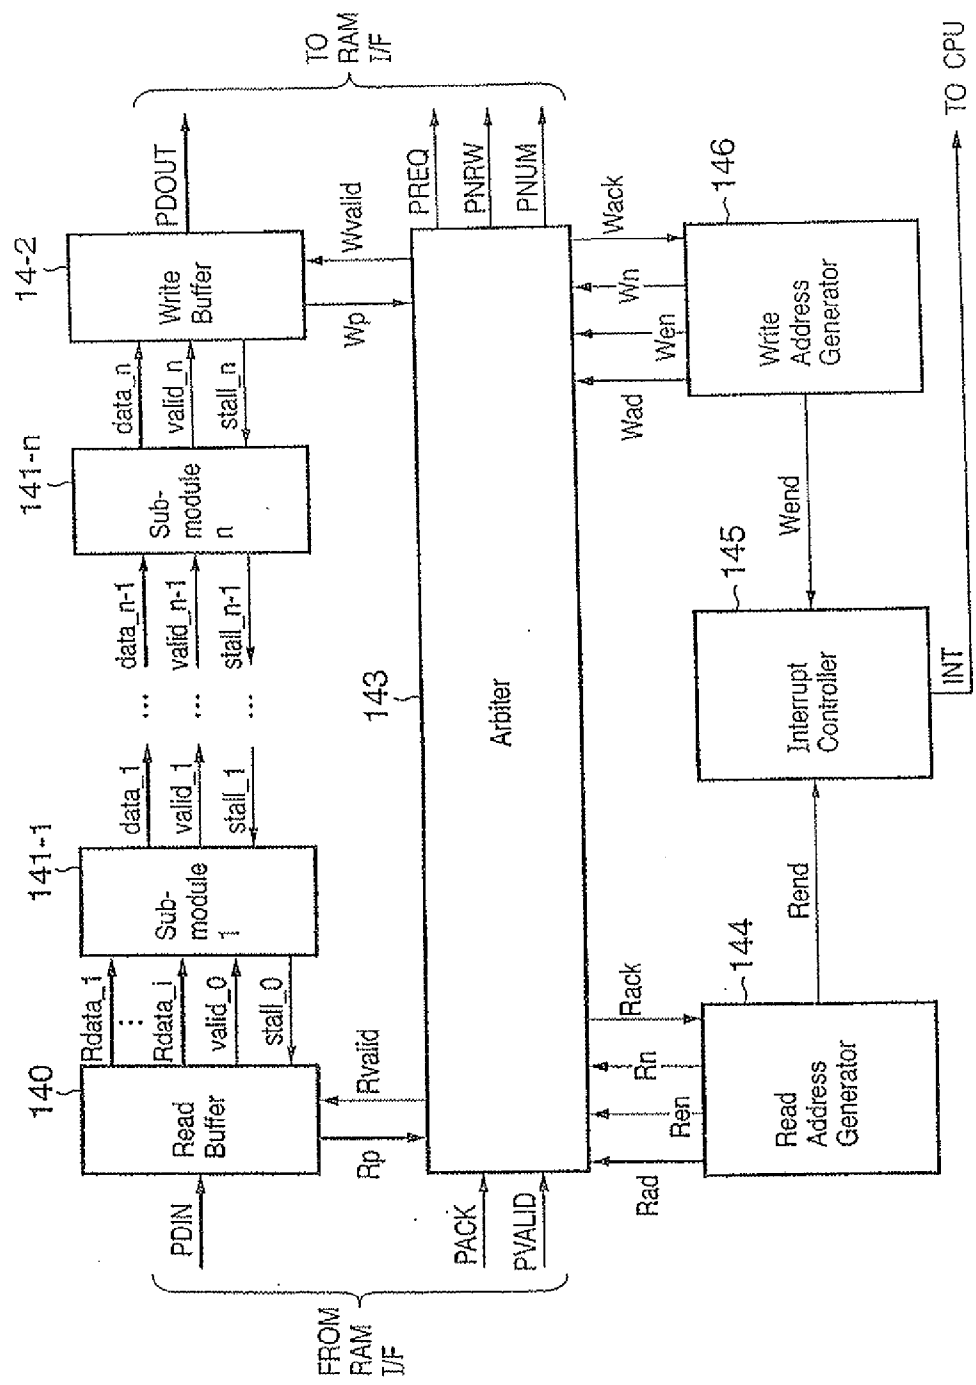 FROM
RAM
I/F
PDIN
PACK
PVALID
140
Read
Buffer
Rdata_1
⋮
Rdata_i
valid_0
stall_0
141-1
Sub-
module
1
data_1
valid_1
stall_1
...
...
...
data_n-1
valid_n-1
stall_n-1
141-n
Sub-
module
n
data_n
valid_n
stall_n
14-2
Write
Buffer
PDOUT
TO
RAM
I/F
Rp
Rvalid
Wp
Wvalid
143
Arbiter
PREQ
PNRW
PNUM
Rad
Ren
Rn
Rack
Wad
Wen
Wn
Wack
144
Read
Address
Generator
Rend
145
Interrupt
Controller
Wend
146
Write
Address
Generator
INT
TO CPU